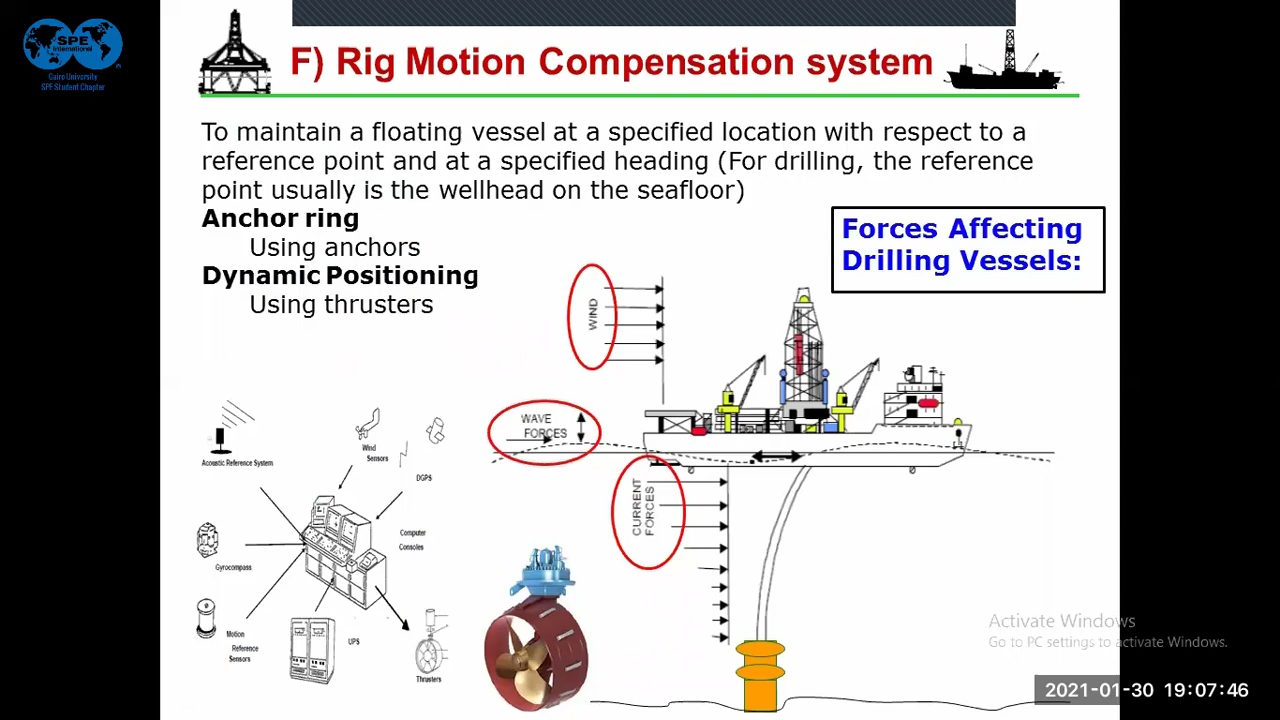 SPE
International
Cairo University
SPE Student Chapter
F) Rig Motion Compensation system
To maintain a floating vessel at a specified location with respect to a
reference point and at a specified heading (For drilling, the reference
point usually is the wellhead on the seafloor)
Anchor ring
Using anchors
Dynamic Positioning
Using thrusters
Forces Affecting
Drilling Vessels:
WIND
WAVE
FORCES
CURRENT
FORCES
Acoustic Reference System
Wind
Sensors
DGPS
Computer
Consoles
Gyrocompass
Motion
Reference
Sensors
UPS
Thrusters
Activate Windows
Go to PC settings to activate Windows.
2021-01-30 19:07:46